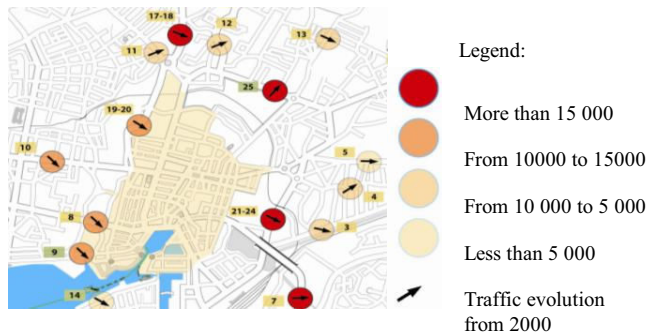 17-18
12
13
11
25
19-20
10
5
4
8
21-24
3
9
14
7
Legend:
More than 15 000
From 10000 to 15000
From 10 000 to 5 000
Less than 5 000
Traffic evolution
from 2000